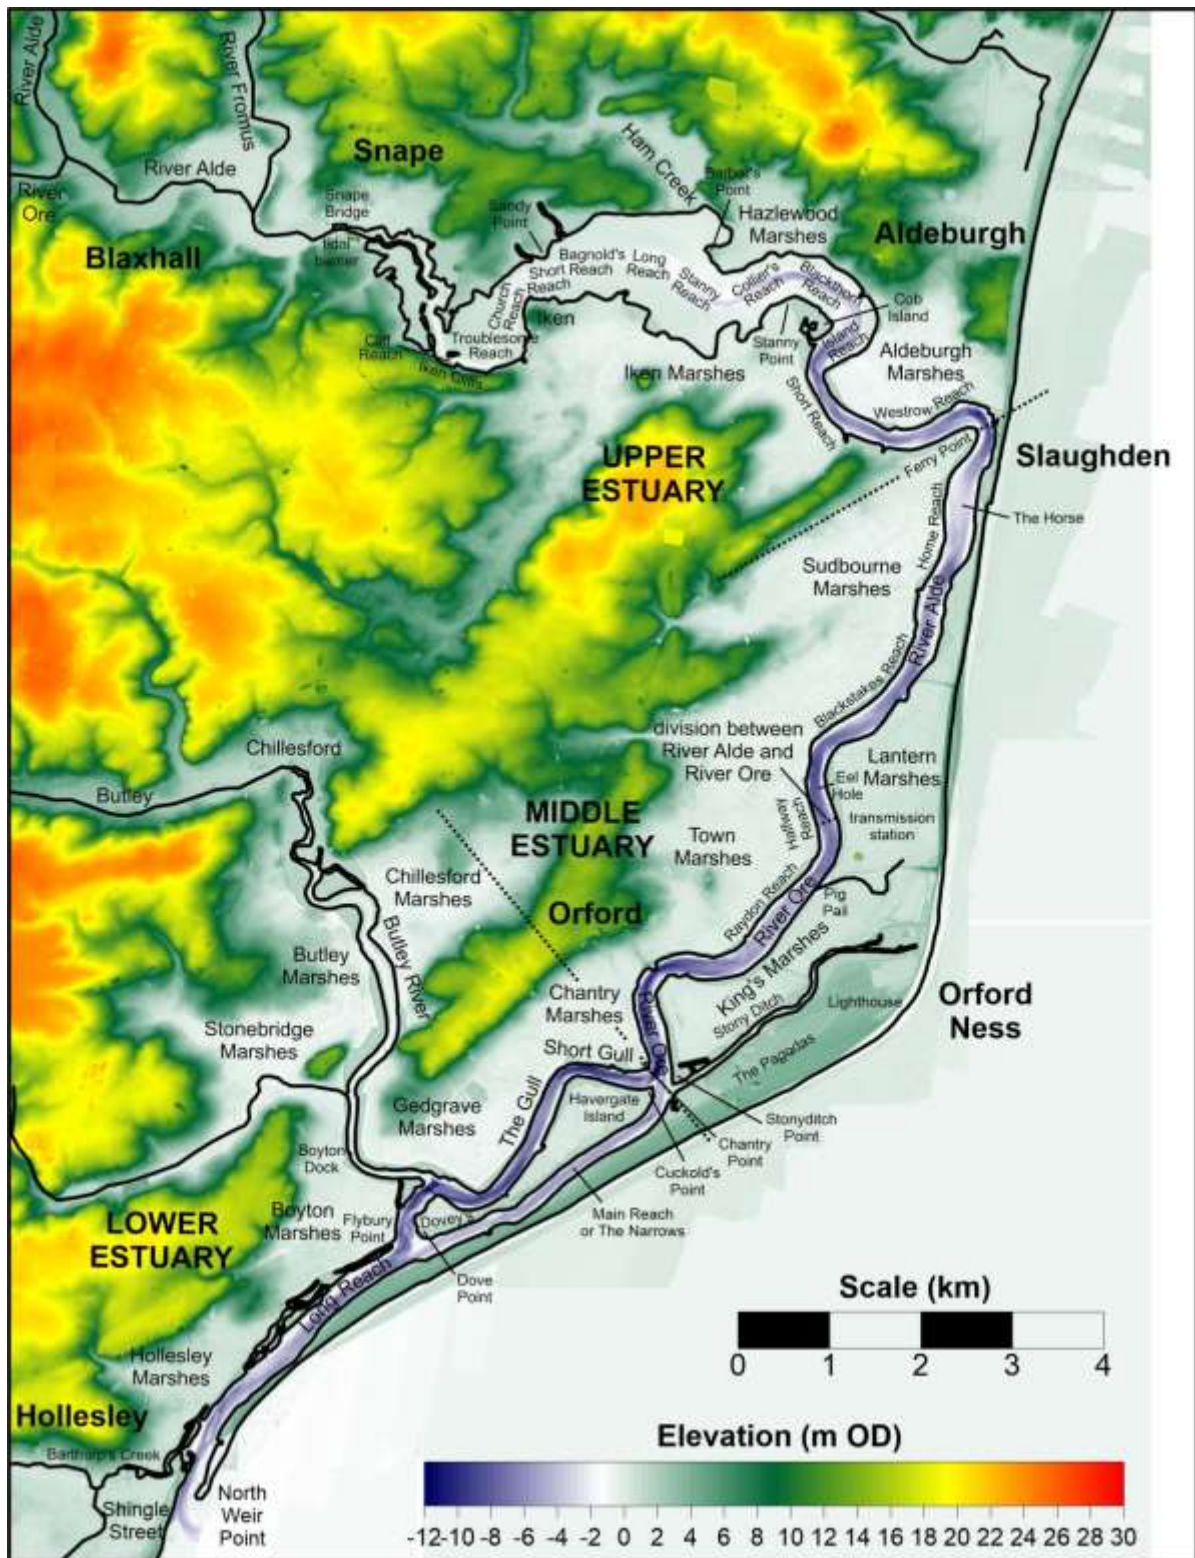 River Alde
River Fromus
Snape
Ham Creek
River Alde
River
Ore
Snape
Bridge
tidal
barrier
Sandy
Point
Barber's
Point
Hazlewood
Marshes
Aldeburgh
Blaxhall
Bagnold's
Reach
Short Reach
Long
Reach
Stanny
Reach
Collier's
Reach
Blackthorn
Reach
Church
Reach
Cob
Island
Iken
Cliff
Reach
Troublesome
Reach
Iken Cliffs
Stanny
Point
Island
Reach
Aldeburgh
Marshes
Iken Marshes
Short Reach
Westrow Reach
UPPER
ESTUARY
Ferry Point
Slaughden
Home Reach
The Horse
Sudbourne
Marshes
River Alde
Blackstakes Reach
division between
River Alde and
River Ore
Chillesford
Lantern
Marshes
Eel
Hole
Butley
MIDDLE
ESTUARY
Halfway
Reach
transmission
station
Town
Marshes
Chillesford
Marshes
Raydon Reach
River Ore
Pig
Pail
Orford
Butley River
Butley
Marshes
King's Marshes
Chantry
Marshes
River Ore
Stony Ditch
Lighthouse
Orford
Ness
Stonebridge
Marshes
Short Gull
The Pagodas
The Gull
Gedgrave
Marshes
Havergate
Island
Stonyditch
Point
Chantry
Point
Boyton
Dock
Cuckold's
Point
LOWER
ESTUARY
Boyton
Marshes
Flybury
Point
Dovey's
Main Reach
or The Narrows
Dove
Point
Long Reach
Scale (km)
0 1 2 3 4
Hollesley
Marshes
Hollesley
Barthorp's Creek
Elevation (m OD)
North
Weir
Point
Shingle
Street
-12 -10 -8 -6 -4 -2 0 2 4 6 8 10 12 14 16 18 20 22 24 26 28 30